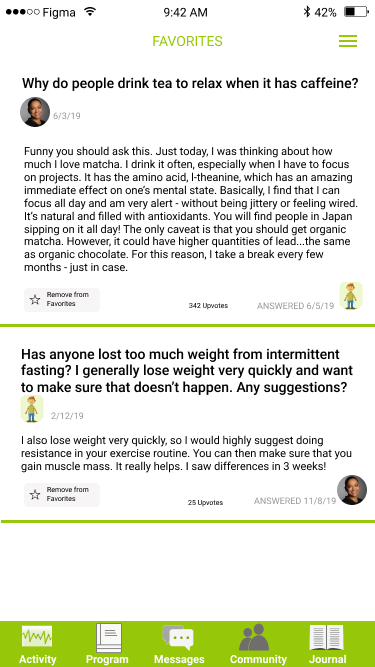 Figma 9:42 AM 42%
FAVORITES
Why do people drink tea to relax when it has caffeine?
6/3/19
Funny you should ask this. Just today, I was thinking about how
much I love matcha. I drink it often, especially when I have to focus
on projects. It has the amino acid, l-theanine, which has an amazing
immediate effect on one’s mental state. Basically, I find that I can
focus all day and am very alert - without being jittery or feeling wired.
It’s natural and filled with antioxidants. You will find people in Japan
sipping on it all day! The only caveat is that you should get organic
matcha. However, it could have higher quantities of lead...the same
as organic chocolate. For this reason, I take a break every few
months - just in case.
Remove from
Favorites
342 Upvotes
ANSWERED 6/5/19
Has anyone lost too much weight from intermittent
fasting? I generally lose weight very quickly and want
to make sure that doesn’t happen. Any suggestions?
2/12/19
I also lose weight very quickly, so I would highly suggest doing
resistance in your exercise routine. You can then make sure that you
gain muscle mass. It really helps. I saw differences in 3 weeks!
Remove from
Favorites
25 Upvotes
ANSWERED 11/8/19
Activity Program Messages Community Journal